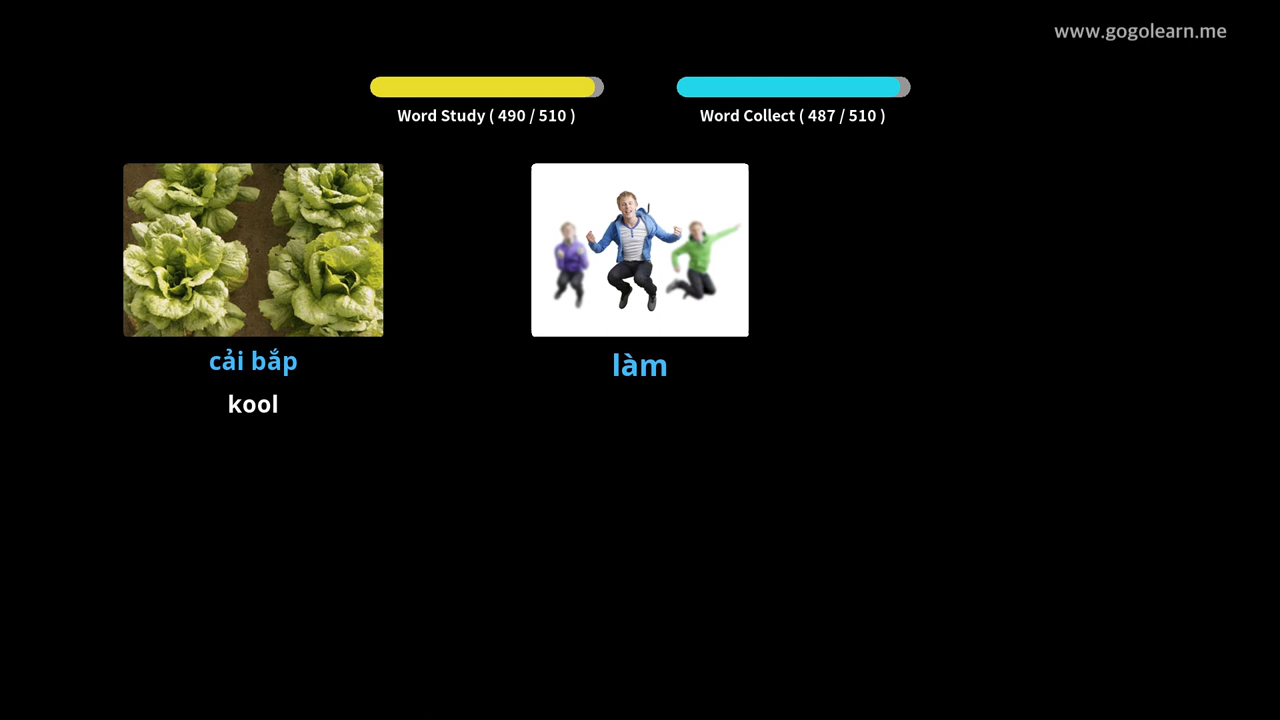 www.gogolearn.me
Word Study ( 490 / 510 )
Word Collect ( 487 / 510 )
cải bắp
kool
làm